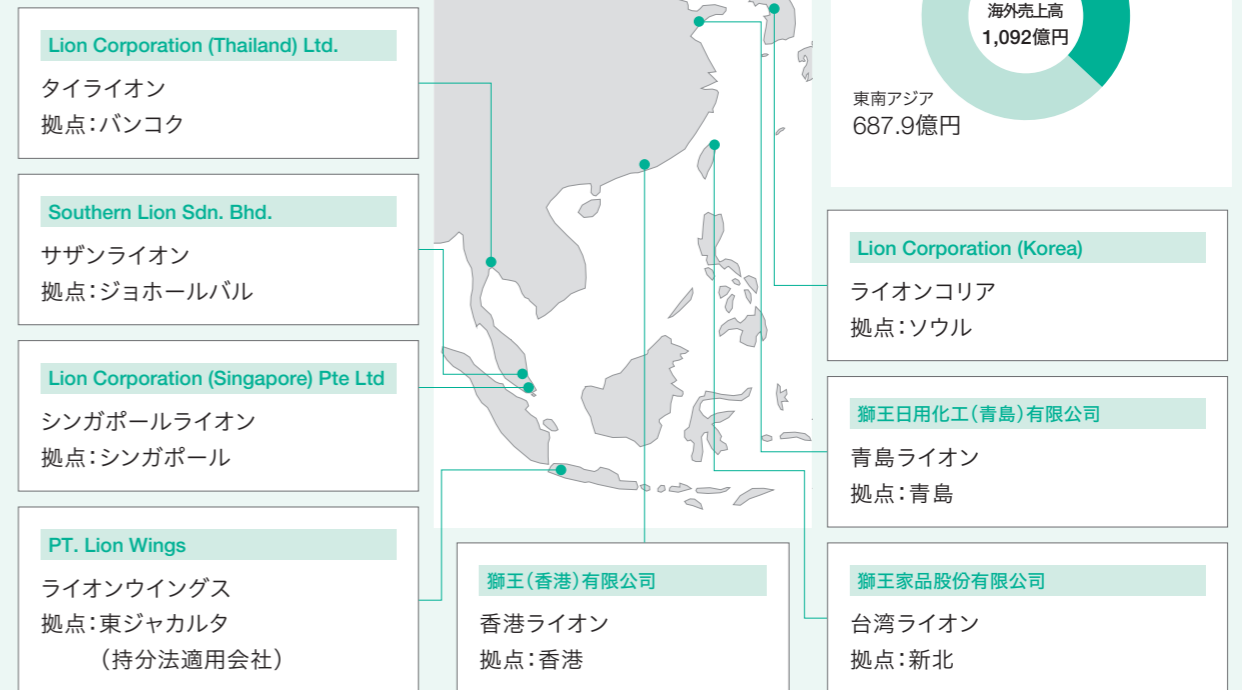 Lion Corporation (Thailand) Ltd.
タイライオン
拠点：バンコク
Southern Lion Sdn. Bhd.
サザンライオン
拠点：ジョホールバル
Lion Corporation (Singapore) Pte Ltd
シンガポールライオン
拠点：シンガポール
PT. Lion Wings
ライオンウイングス
拠点：東ジャカルタ
（持分法適用会社）
獅王（香港）有限公司
香港ライオン
拠点：香港
海外売上高
1,092億円
東南アジア
687.9億円
Lion Corporation (Korea)
ライオンコリア
拠点：ソウル
獅王日用化工（青島）有限公司
青島ライオン
拠点：青島
獅王家品股份有限公司
台湾ライオン
拠点：新北